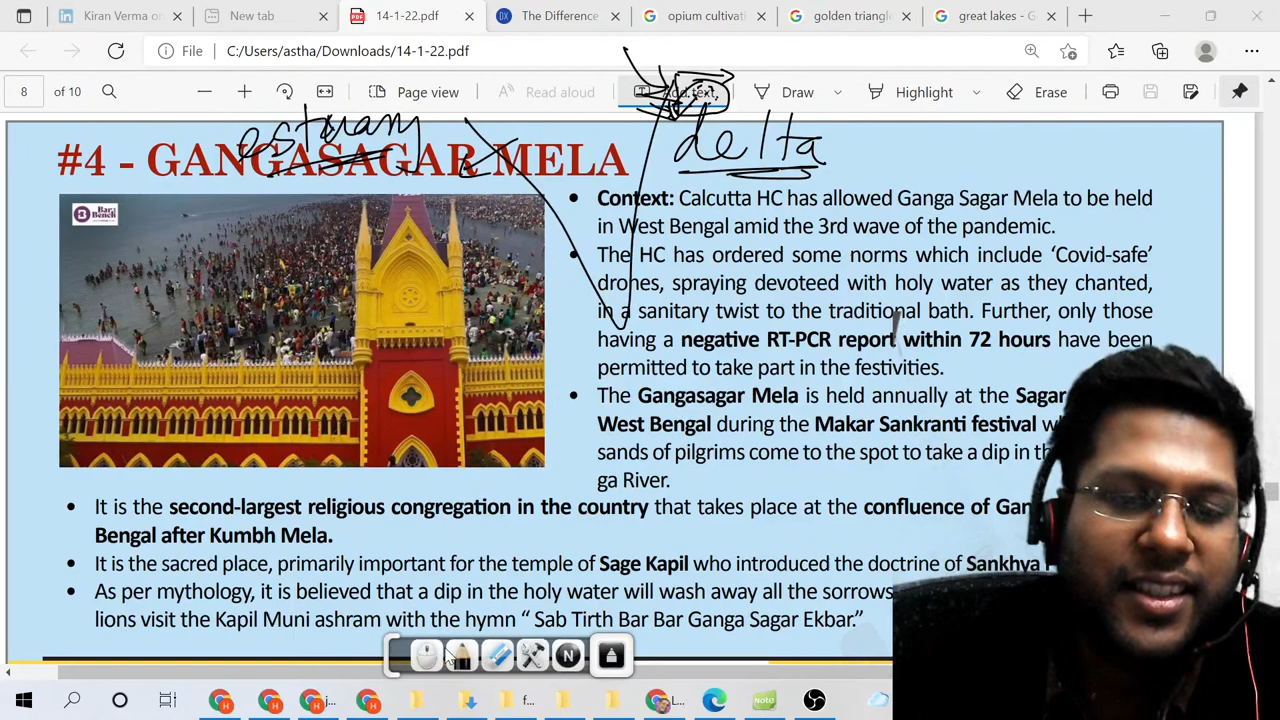 Kiran Verma on
New tab
14-1-22.pdf
The Difference
opium cultivati
golden triangle
great lakes - G
File
C:/Users/astha/Downloads/14-1-22.pdf
8
of 10
Page view
Read aloud
Add text
Draw
Highlight
Erase
estuary
delta
#4 - GANGASAGAR MELA
Bar &
Bench
• Context: Calcutta HC has allowed Ganga Sagar Mela to be held
in West Bengal amid the 3rd wave of the pandemic.
• The HC has ordered some norms which include ‘Covid-safe’
drones, spraying devoteed with holy water as they chanted,
in a sanitary twist to the traditional bath. Further, only those
having a negative RT-PCR report within 72 hours have been
permitted to take part in the festivities.
• The Gangasagar Mela is held annually at the Sagar
West Bengal during the Makar Sankranti festival
sands of pilgrims come to the spot to take a dip in
ga River.
• It is the second-largest religious congregation in the country that takes place at the confluence of
Bengal after Kumbh Mela.
• It is the sacred place, primarily important for the temple of Sage Kapil who introduced the doctrine of Sankhya
• As per mythology, it is believed that a dip in the holy water will wash away all the sorrows
lions visit the Kapil Muni ashram with the hymn “ Sab Tirth Bar Bar Ganga Sagar Ekbar.”
N